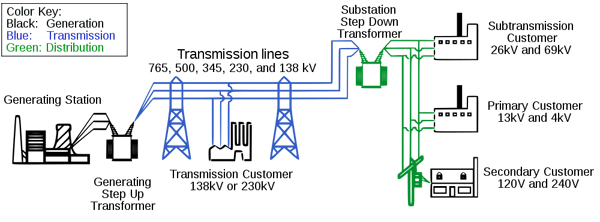 Color Key:
Black: Generation
Blue: Transmission
Green: Distribution
Substation
Step Down
Transformer
Subtransmission
Customer
26kV and 69kV
Transmission lines
765, 500, 345, 230, and 138 kV
Generating Station
Primary Customer
13kV and 4kV
Transmission Customer
138kV or 230kV
Generating
Step Up
Transformer
Secondary Customer
120V and 240V